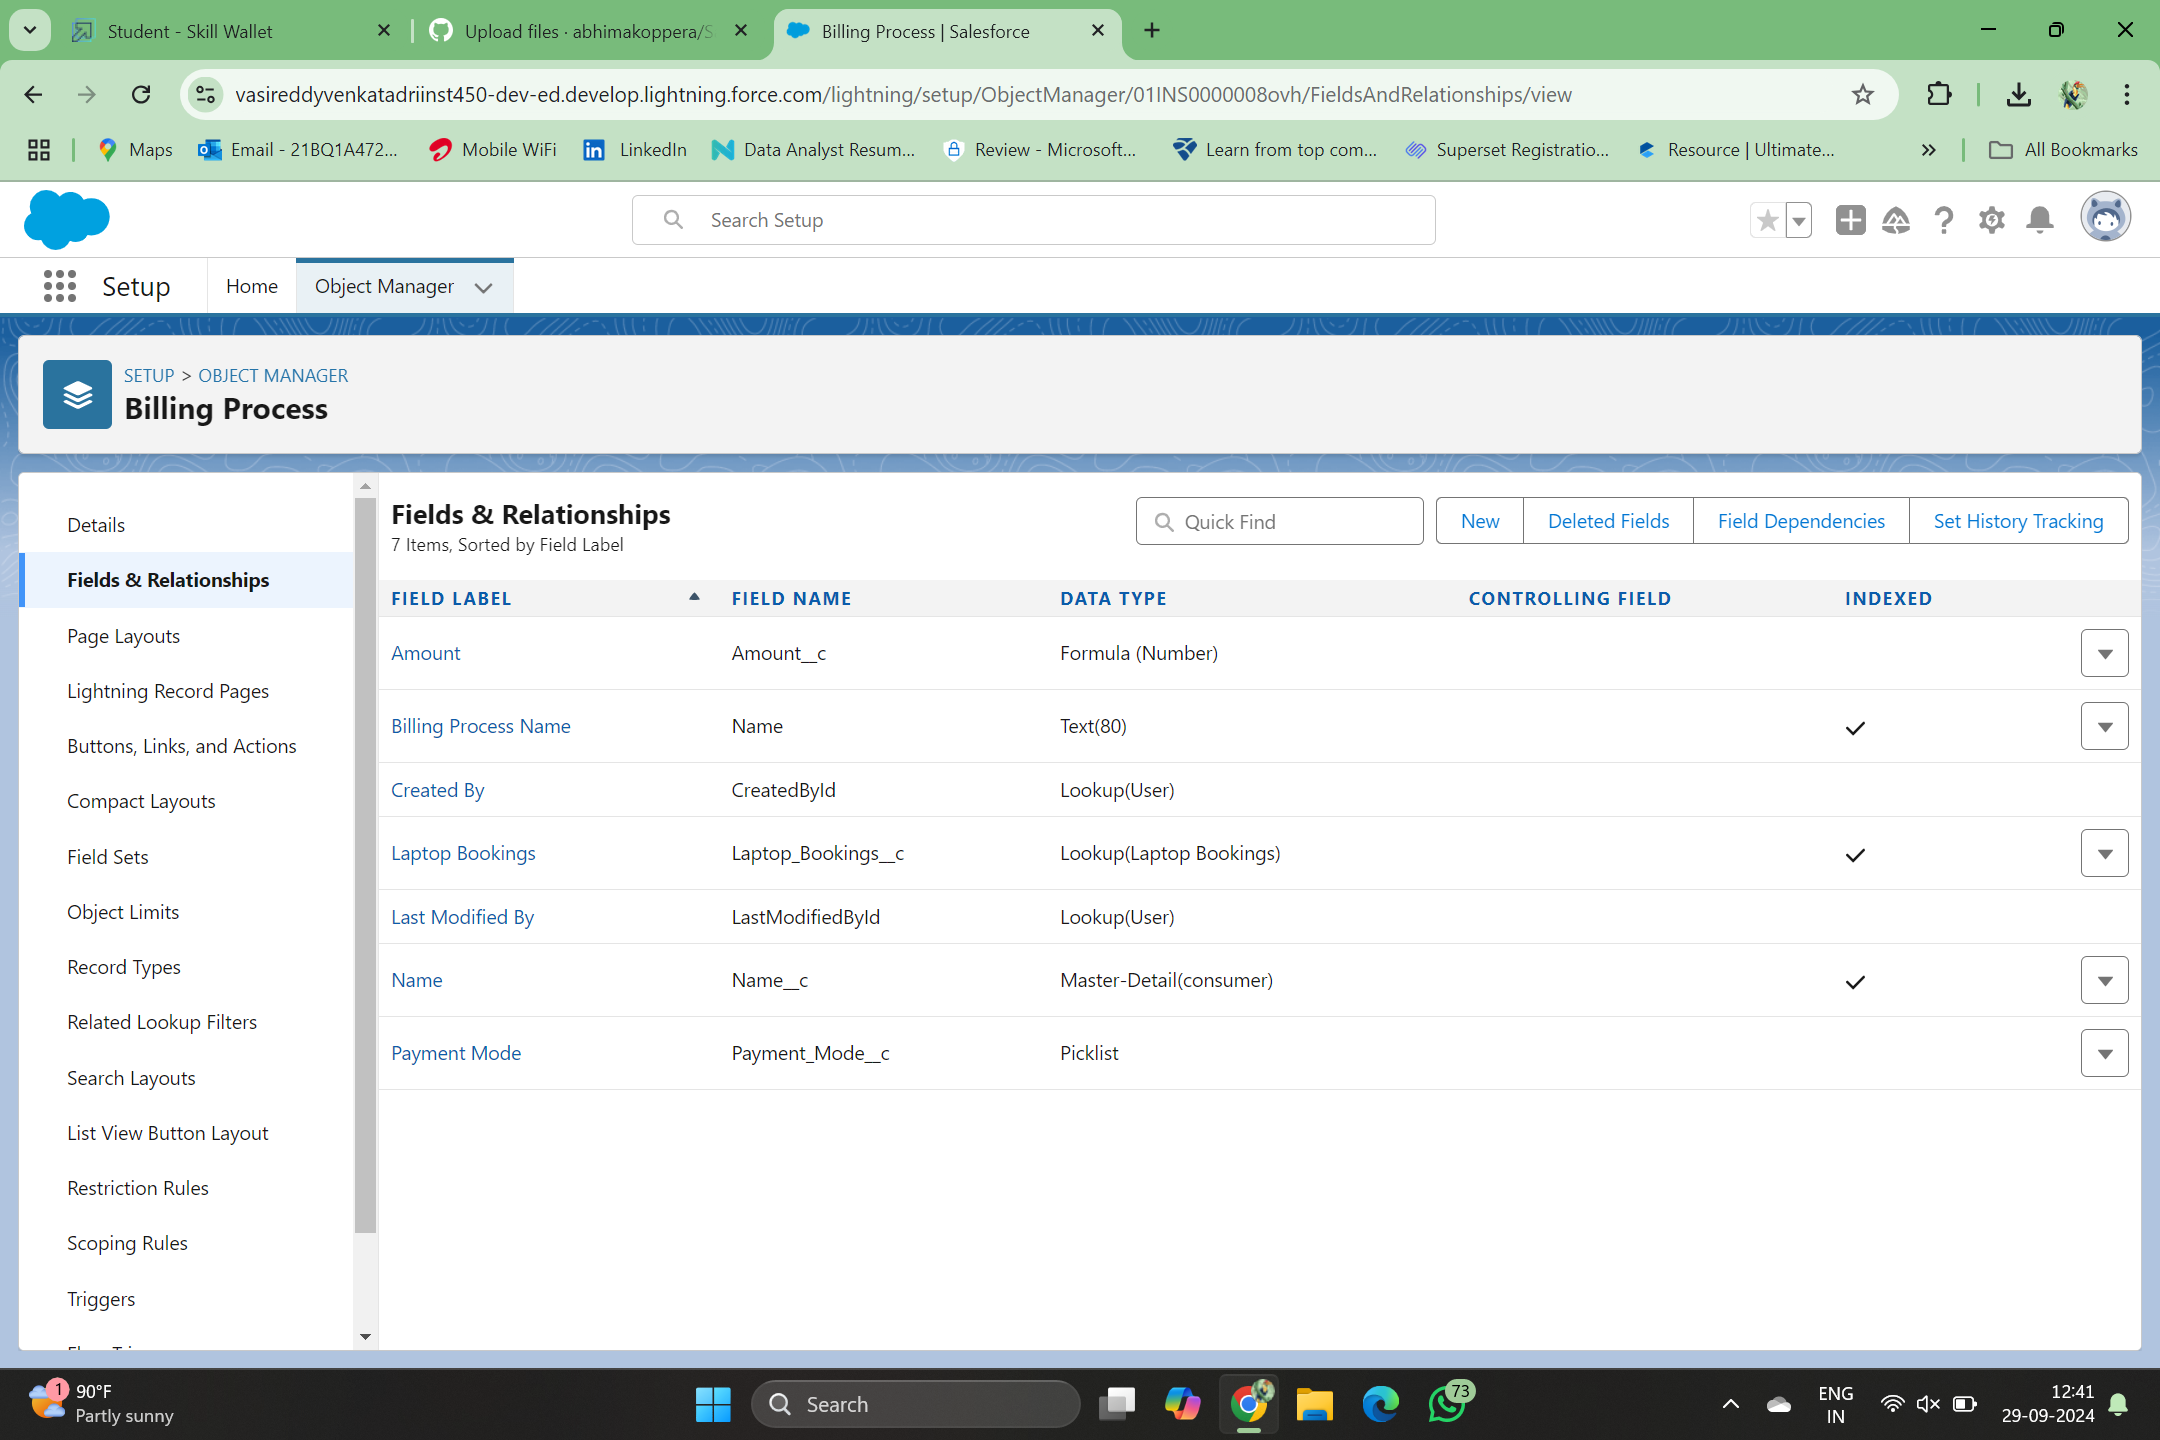 Student - Skill Wallet
Upload files · abhimakoppera/S
Billing Process | Salesforce
vasireddyvenkatadriinst450-dev-ed.develop.lightning.force.com/lightning/setup/ObjectManager/01INS0000008ovh/FieldsAndRelationships/view
Maps
Email - 21BQ1A472...
Mobile WiFi
LinkedIn
Data Analyst Resum...
Review - Microsoft...
Learn from top com...
Superset Registratio...
Resource | Ultimate...
All Bookmarks
Search Setup
Setup
Home
Object Manager
SETUP > OBJECT MANAGER
Billing Process
Details
Fields & Relationships
Page Layouts
Lightning Record Pages
Buttons, Links, and Actions
Compact Layouts
Field Sets
Object Limits
Record Types
Related Lookup Filters
Search Layouts
List View Button Layout
Restriction Rules
Scoping Rules
Triggers
Fields & Relationships
7 Items, Sorted by Field Label
Quick Find
New
Deleted Fields
Field Dependencies
Set History Tracking
FIELD LABEL FIELD NAME DATA TYPE CONTROLLING FIELD INDEXED
Amount Amount__c Formula (Number)
Billing Process Name Name Text(80)
Created By CreatedById Lookup(User)
Laptop Bookings Laptop_Bookings__c Lookup(Laptop Bookings)
Last Modified By LastModifiedById Lookup(User)
Name Name__c Master-Detail(consumer)
Payment Mode Payment_Mode__c Picklist
1
90°F
Partly sunny
Search
73
ENG
IN
12:41
29-09-2024